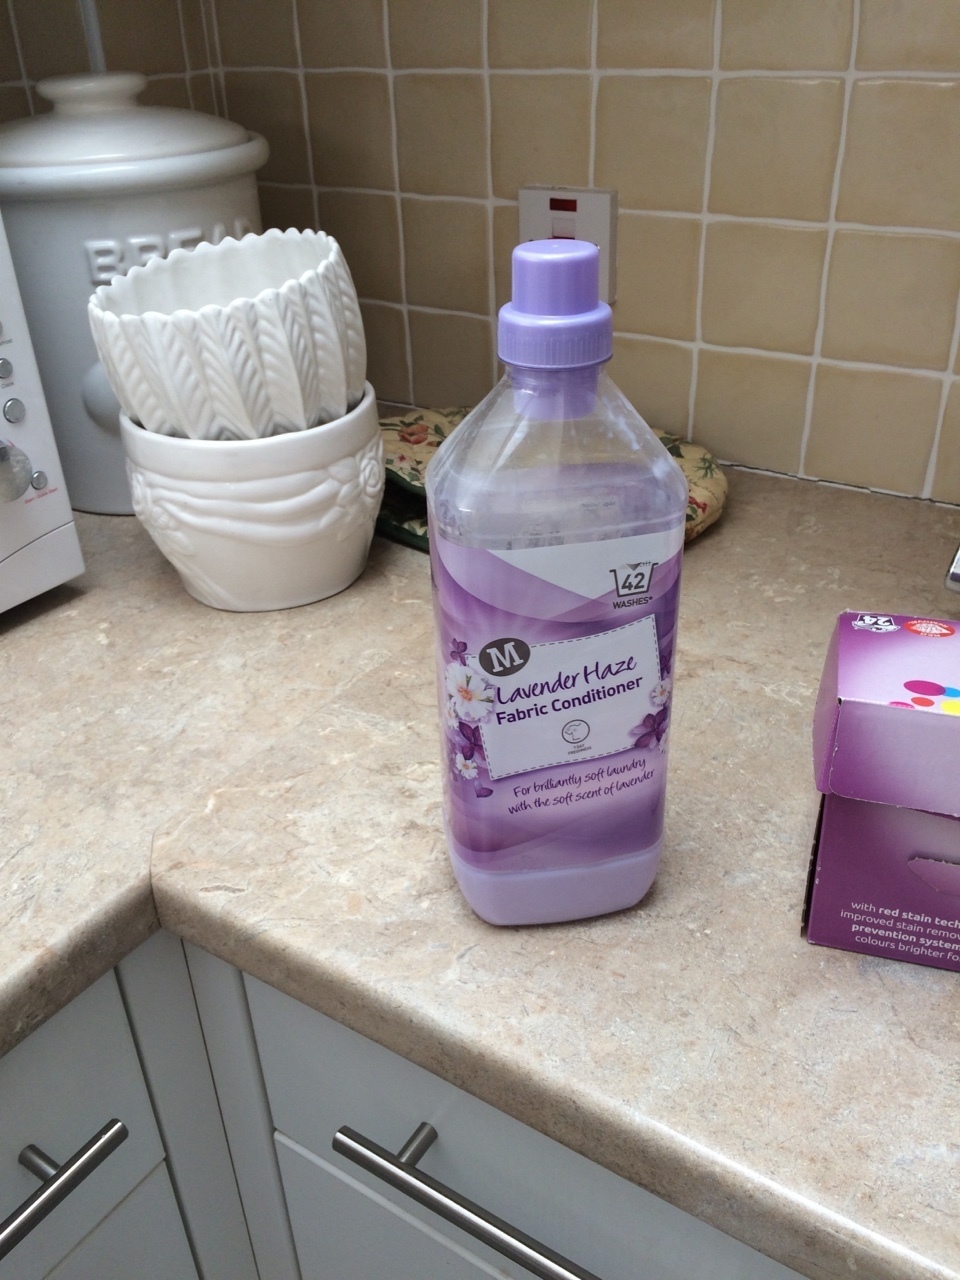 BREAD
42
WASHES*
M
Lavender Haze
Fabric Conditioner
For brilliantly soft laundry
with the soft scent of lavender
24
with red stain tech
improved stain remov
prevention system
colours brighter fo